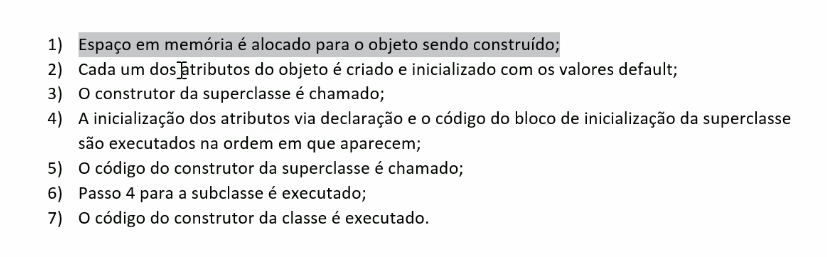 1) Espaço em memória é alocado para o objeto sendo construído;
2) Cada um dos atributos do objeto é criado e inicializado com os valores default;
3) O construtor da superclasse é chamado;
4) A inicialização dos atributos via declaração e o código do bloco de inicialização da superclasse
são executados na ordem em que aparecem;
5) O código do construtor da superclasse é chamado;
6) Passo 4 para a subclasse é executado;
7) O código do construtor da classe é executado.